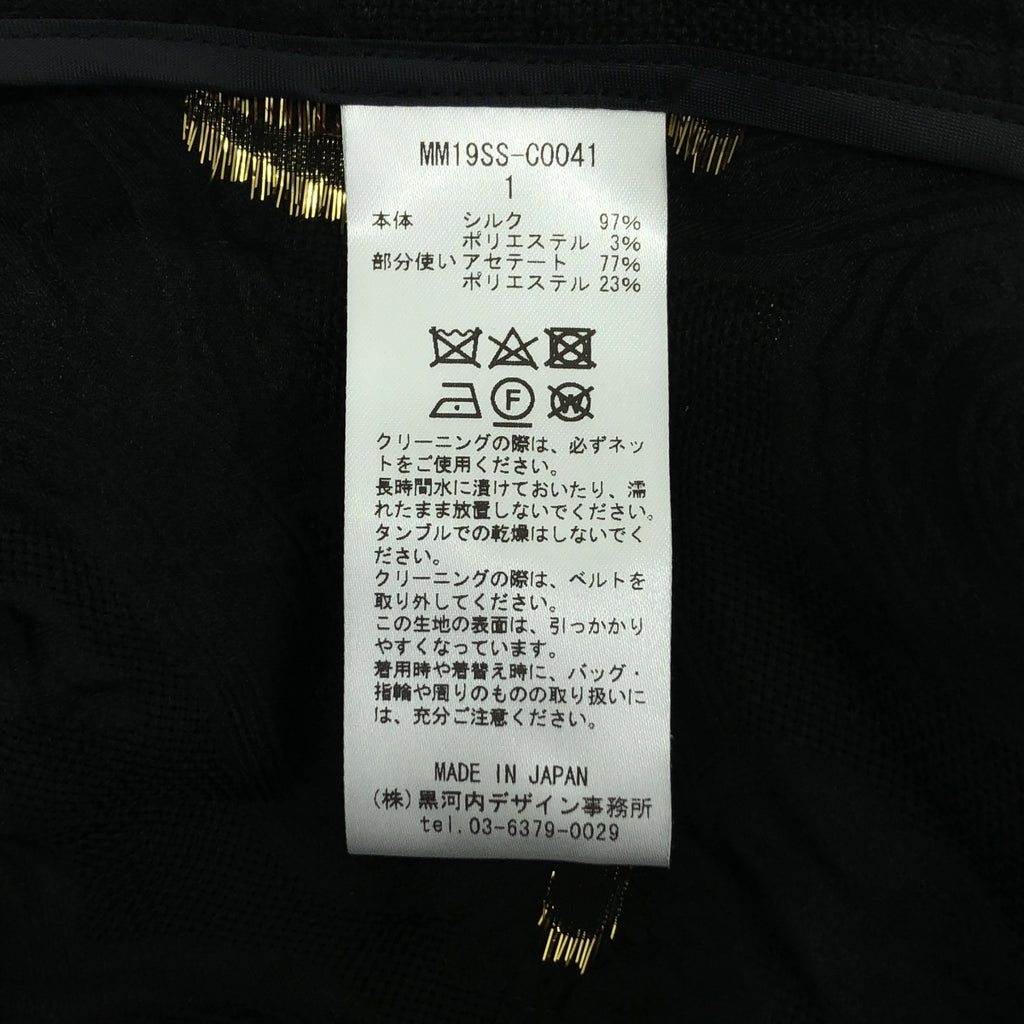 MM19SS-C0041
1
本体 シルク 97%
ポリエステル 3%
部分使い アセテート 77%
ポリエステル 23%
F
W
クリーニングの際は、必ずネッ
トをご使用ください。
長時間水に漬けておいたり、濡
れたまま放置しないでください。
タンブルでの乾燥はしないでく
ださい。
クリーニングの際は、ベルトを
取り外してください。
この生地の表面は、引っかかり
やすくなっています。
着用時や着替え時に、バッグ・
指輪や周りのものの取り扱いに
は、充分ご注意ください。
MADE IN JAPAN
(株)黒河内デザイン事務所
tel.03-6379-0029